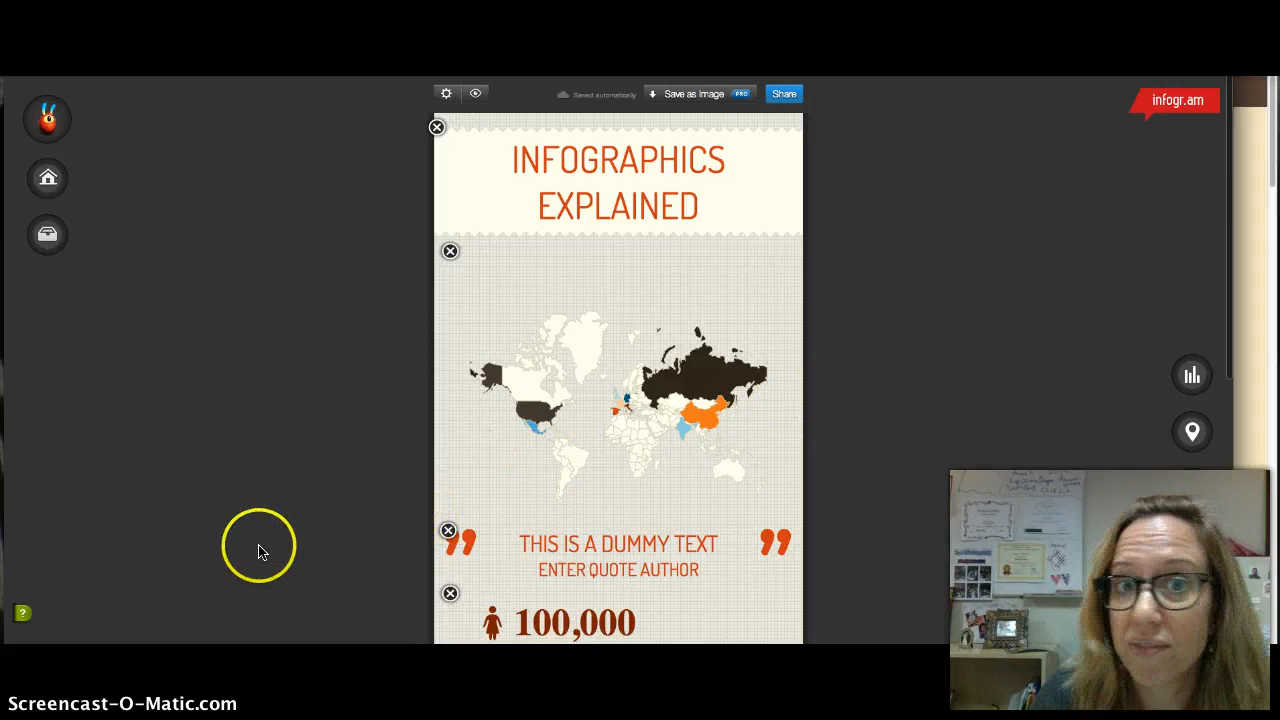 Saved automatically
Save as Image
PRO
Share
infogr.am
INFOGRAPHICS
EXPLAINED
THIS IS A DUMMY TEXT
ENTER QUOTE AUTHOR
100,000
?
Screencast-O-Matic.com